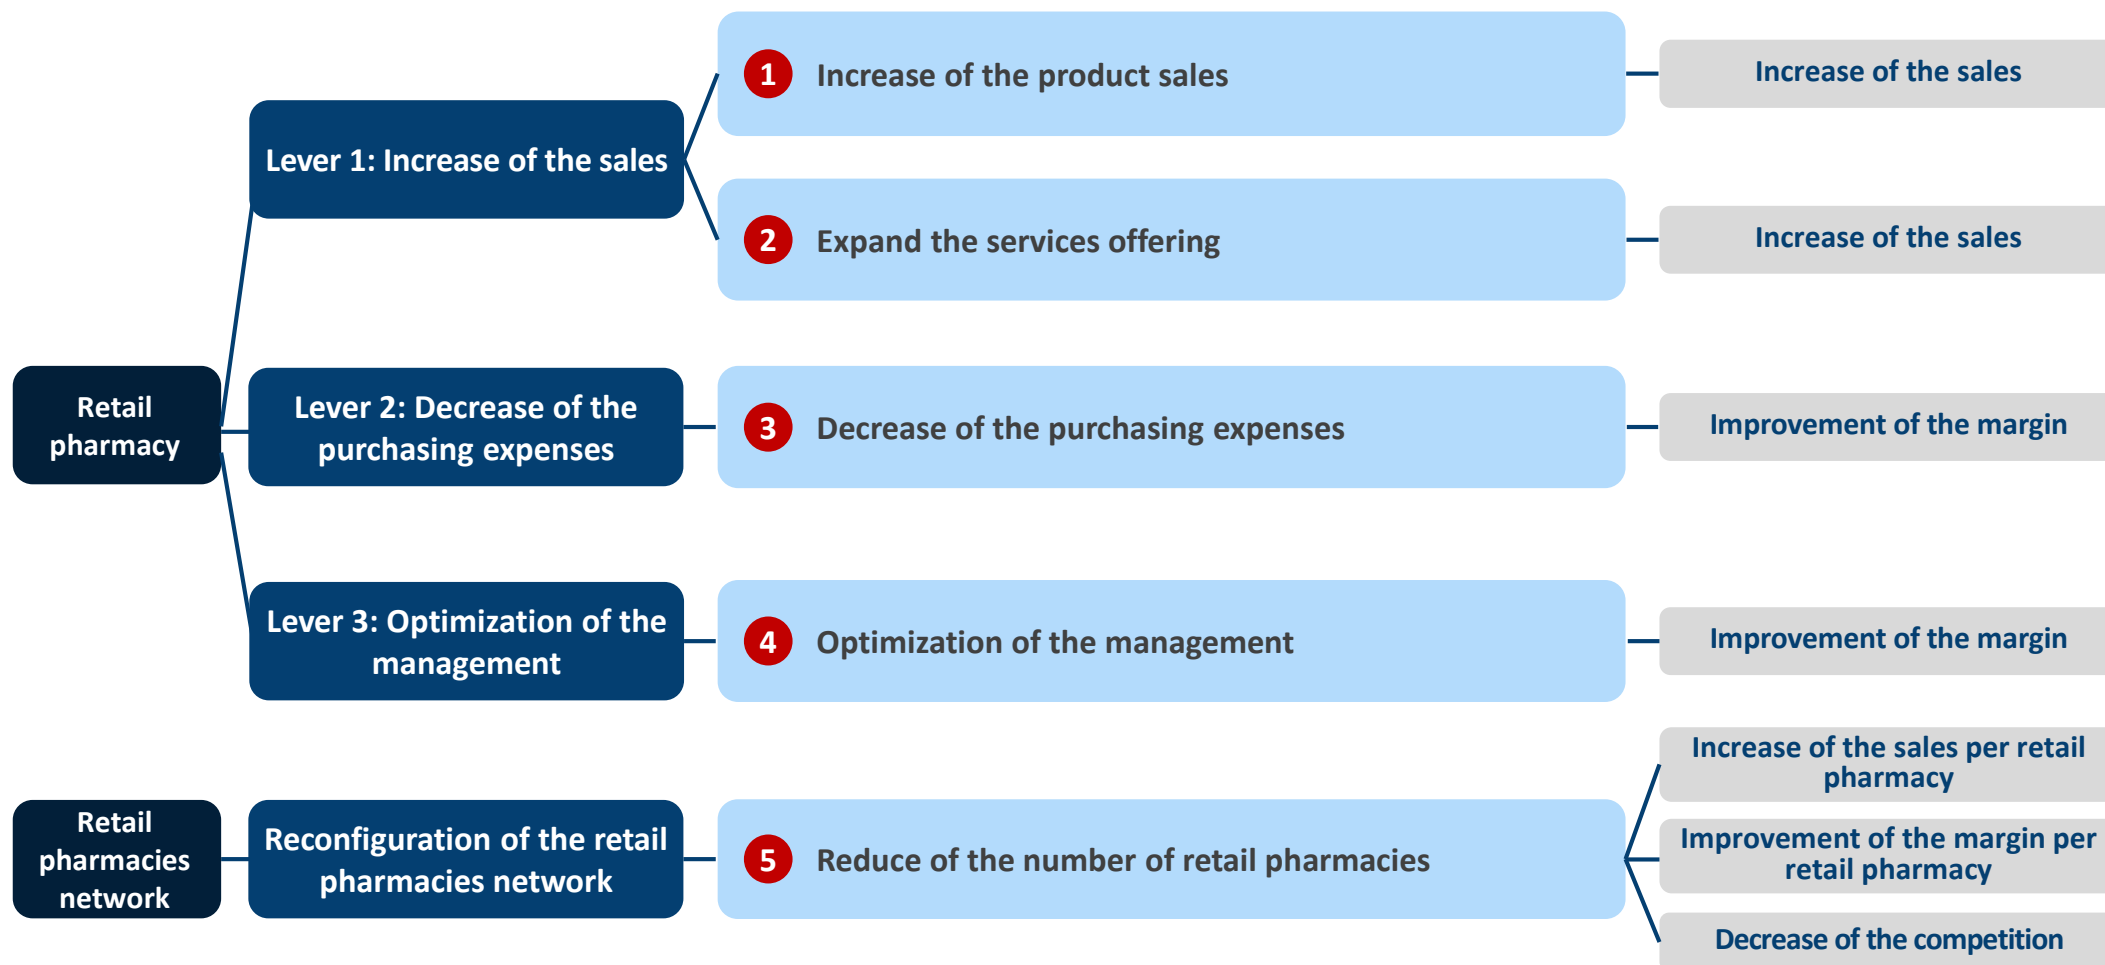 Retail
pharmacy
Lever 1: Increase of the sales
1 Increase of the product sales
Increase of the sales
2 Expand the services offering
Increase of the sales
Lever 2: Decrease of the
purchasing expenses
3 Decrease of the purchasing expenses
Improvement of the margin
Lever 3: Optimization of the
management
4 Optimization of the management
Improvement of the margin
Retail
pharmacies
network
Reconfiguration of the retail
pharmacies network
5 Reduce of the number of retail pharmacies
Increase of the sales per retail
pharmacy
Improvement of the margin per
retail pharmacy
Decrease of the competition